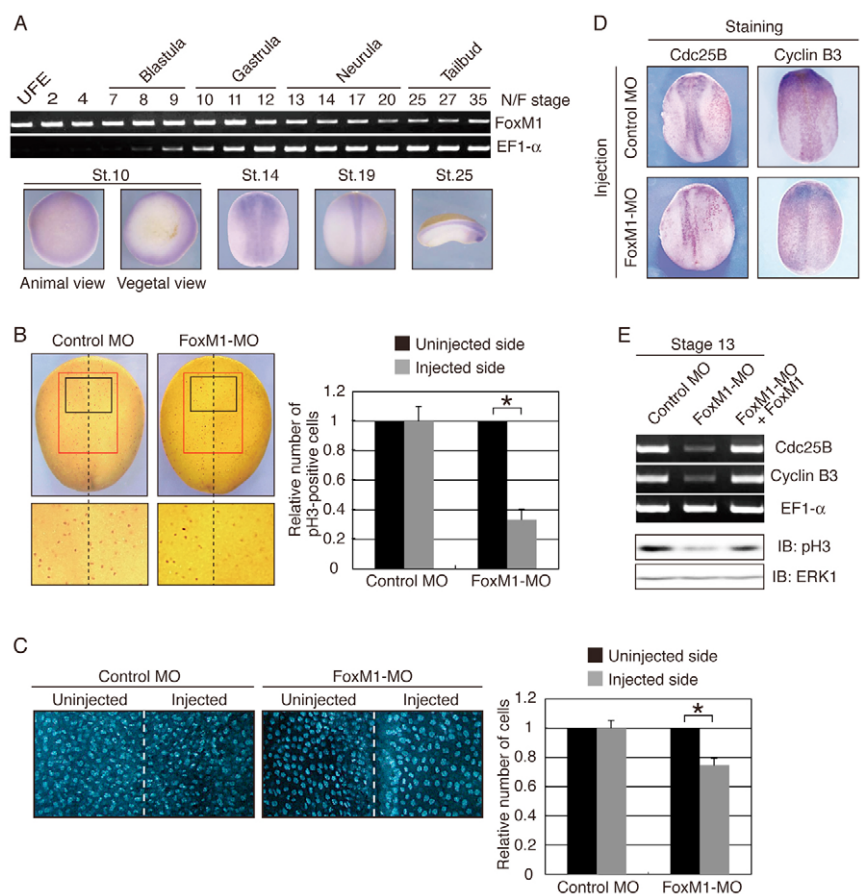 A
Blastula Gastrula Neurula Tailbud
UFE 2 4 7 8 9 10 11 12 13 14 17 20 25 27 35 N/F stage
FoxM1
EF1-α
St.10 St.14 St.19 St.25
Animal view Vegetal view
B
Control MO FoxM1-MO
Uninjected side
Injected side
Relative number of
pH3-positive cells
1.2
1
0.8
0.6
0.4
0.2
0
*
Control MO FoxM1-MO
C
Control MO FoxM1-MO
Uninjected Injected Uninjected Injected
Uninjected side
Injected side
Relative number of cells
1.2
1
0.8
0.6
0.4
0.2
0
*
Control MO FoxM1-MO
D
Staining
Cdc25B Cyclin B3
Injection
Control MO
FoxM1-MO
E
Stage 13
Control MO
FoxM1-MO
FoxM1-MO
+ FoxM1
Cdc25B
Cyclin B3
EF1-α
IB: pH3
IB: ERK1